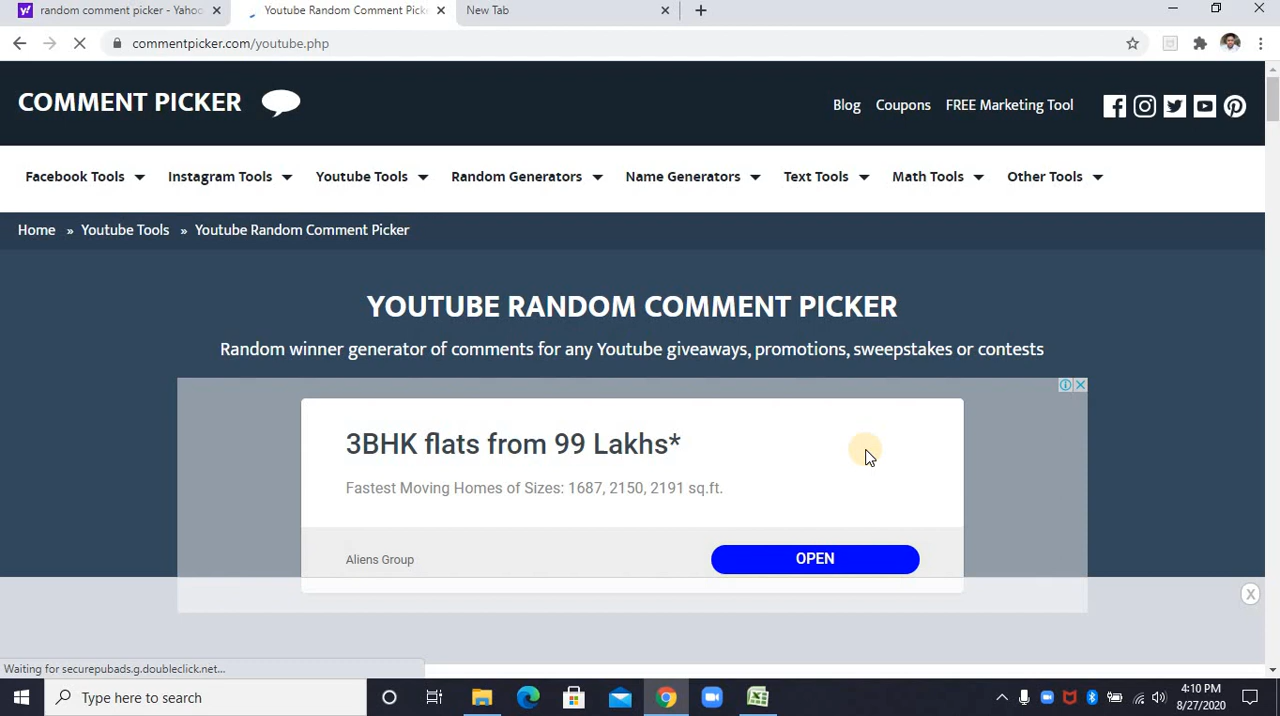 random comment picker - Yahoo
Youtube Random Comment Picke
New Tab
commentpicker.com/youtube.php
COMMENT PICKER
Blog
Coupons
FREE Marketing Tool
Facebook Tools
Instagram Tools
Youtube Tools
Random Generators
Name Generators
Text Tools
Math Tools
Other Tools
Home » Youtube Tools » Youtube Random Comment Picker
YOUTUBE RANDOM COMMENT PICKER
Random winner generator of comments for any Youtube giveaways, promotions, sweepstakes or contests
3BHK flats from 99 Lakhs*
Fastest Moving Homes of Sizes: 1687, 2150, 2191 sq.ft.
Aliens Group
OPEN
X
Waiting for securepubads.g.doubleclick.net...
Type here to search
4:10 PM
8/27/2020